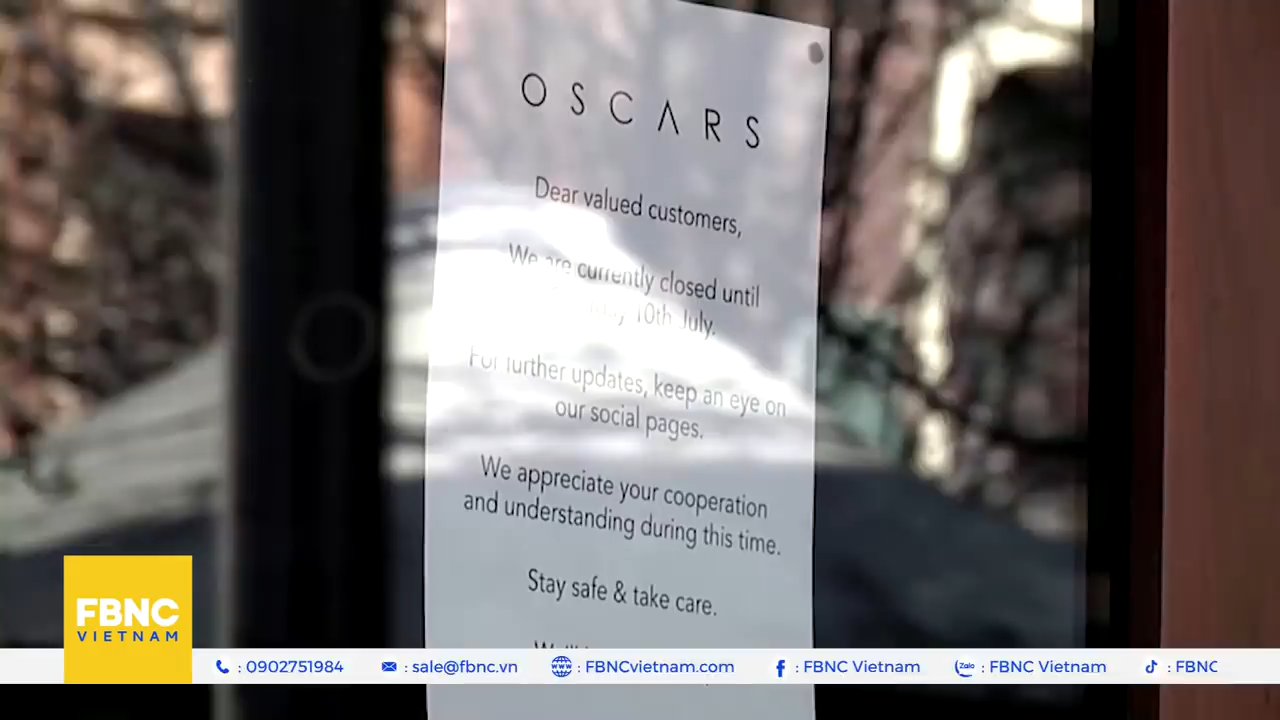 OSCARS
Dear valued customers,
We are currently closed until
10th July.
For further updates, keep an eye on
our social pages.
We appreciate your cooperation
and understanding during this time.
Stay safe & take care.
FBNC
VIETNAM
: 0902751984
: sale@fbnc.vn
: FBNCvietnam.com
: FBNC Vietnam
Zalo
: FBNC Vietnam
: FBNC